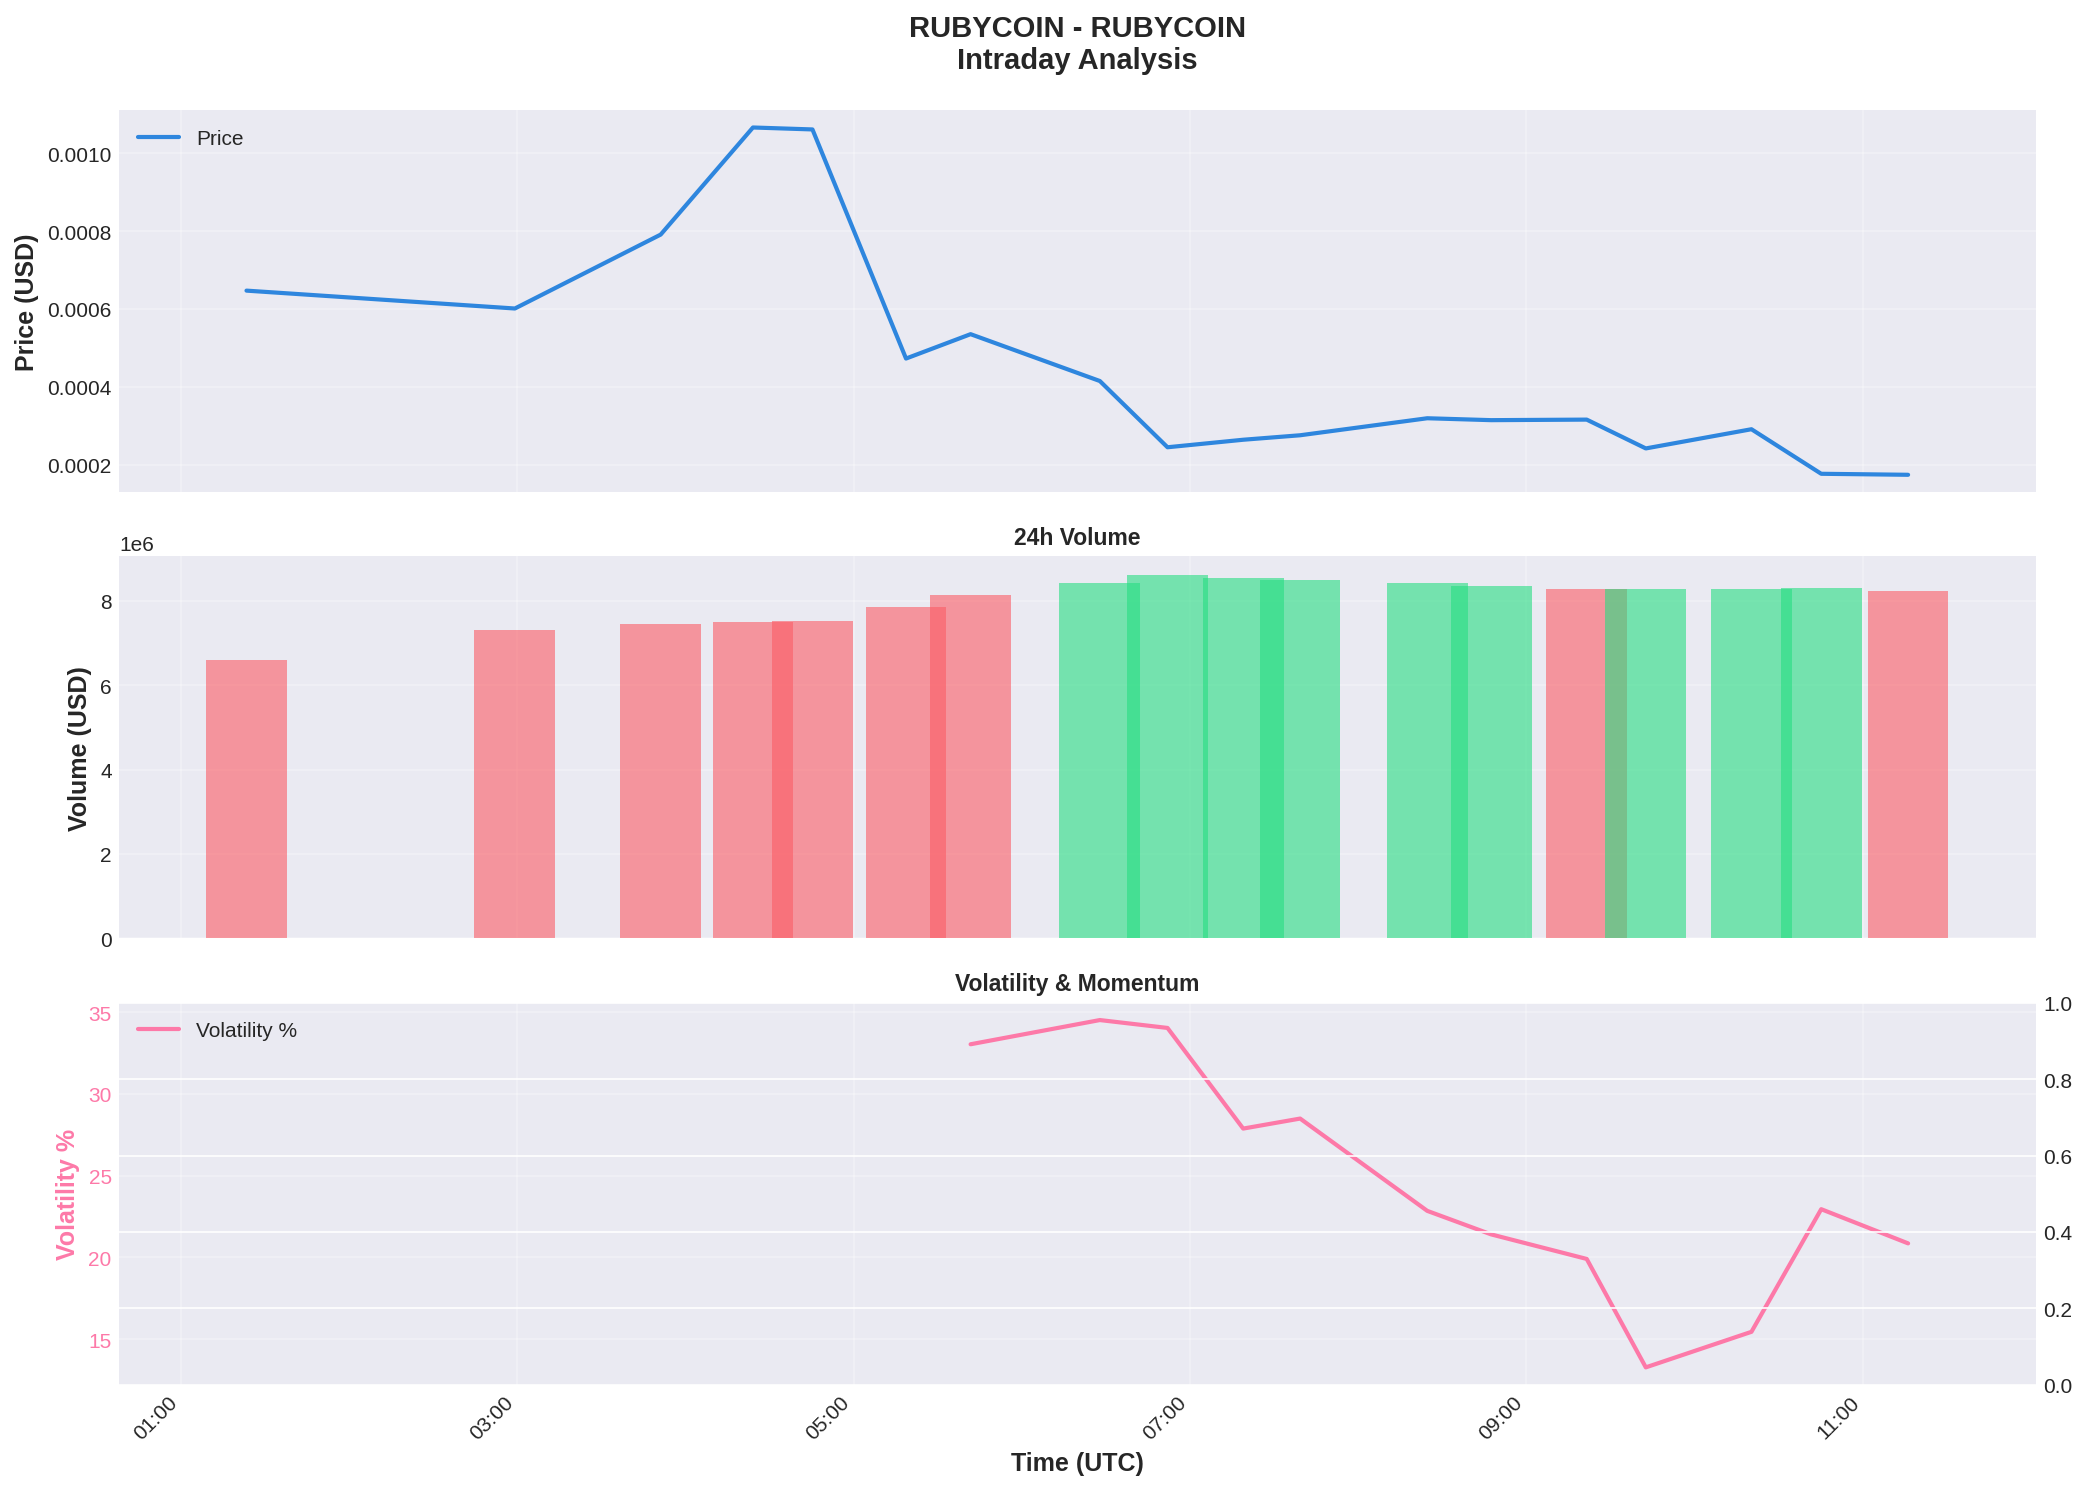 RUBYCOIN - RUBYCOIN
Intraday Analysis
Price
0.0010
0.0008
0.0006
0.0004
0.0002
Price (USD)
24h Volume
1e6
8
6
4
2
0
Volume (USD)
Volatility & Momentum
Volatility %
35
30
25
20
15
Volatility %
1.0
0.8
0.6
0.4
0.2
0.0
01:00
03:00
05:00
07:00
09:00
11:00
Time (UTC)